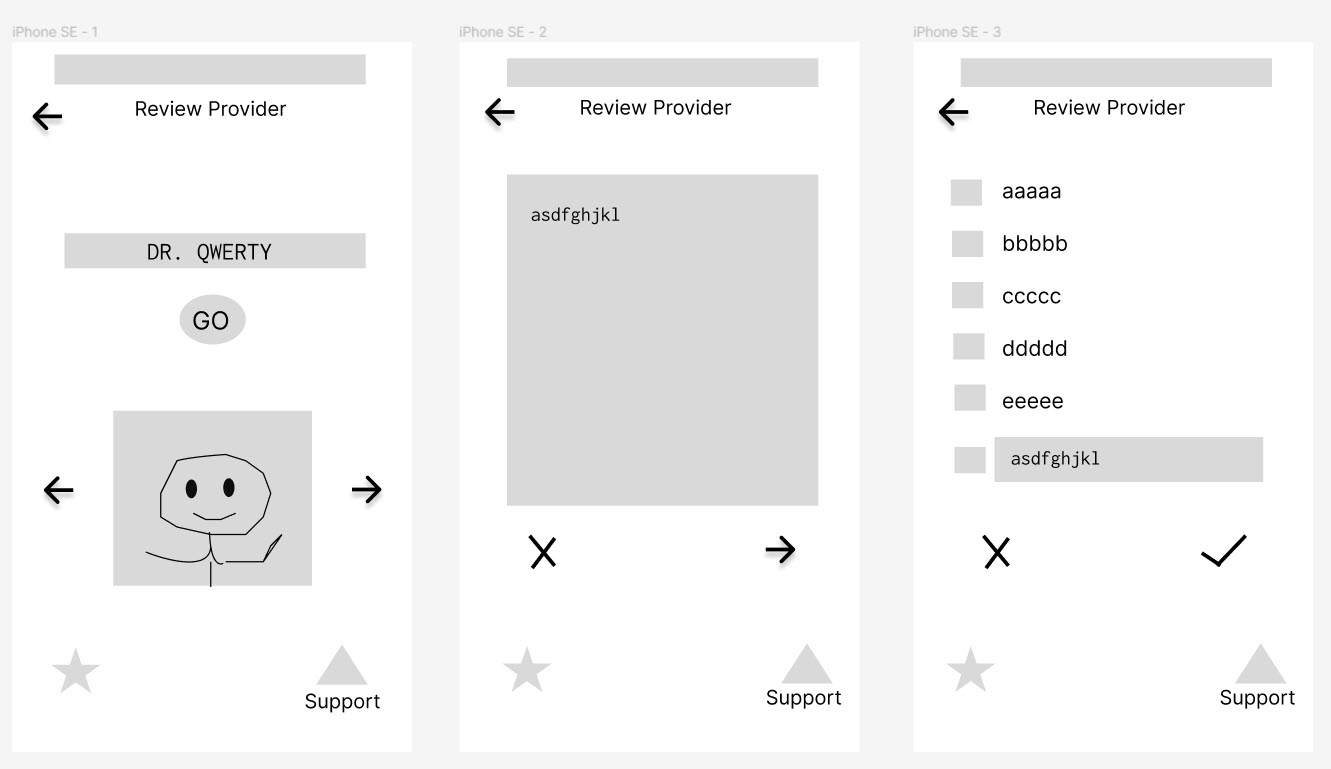 iPhone SE - 1
Review Provider
DR. QWERTY
GO
Support
iPhone SE - 2
Review Provider
asdfghjkl
Support
iPhone SE - 3
Review Provider
aaaaa
bbbbb
ccccc
ddddd
eeeee
asdfghjkl
Support